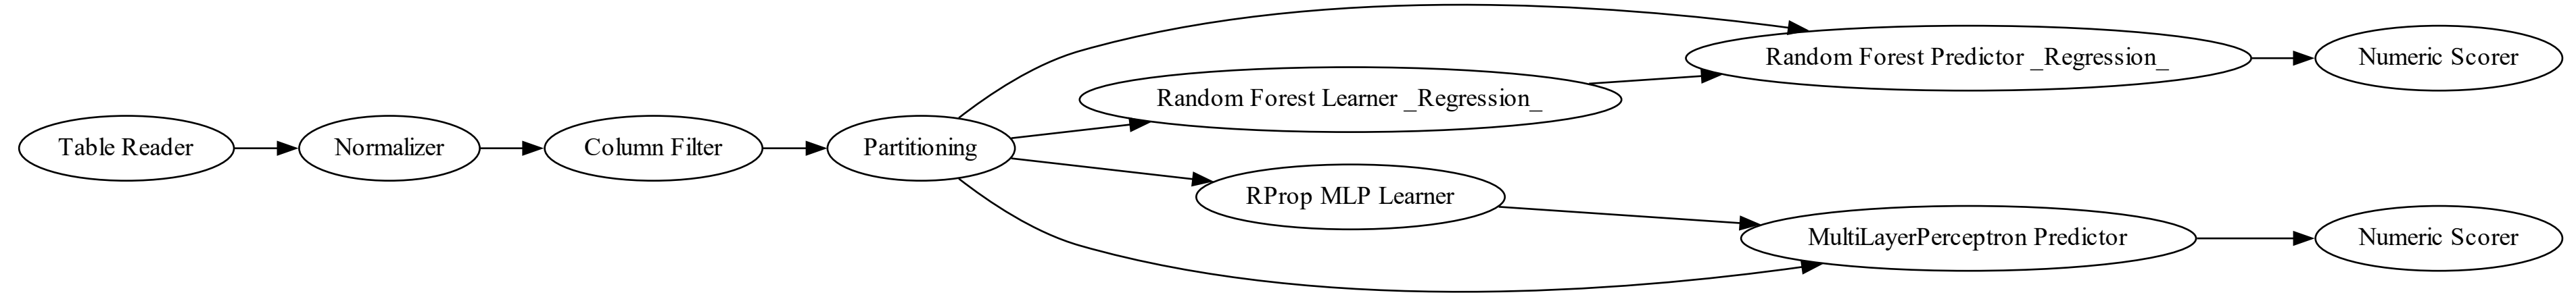 Table Reader
Normalizer
Column Filter
Partitioning
Random Forest Learner _Regression_
Random Forest Predictor _Regression_
Numeric Scorer
RProp MLP Learner
MultiLayerPerceptron Predictor
Numeric Scorer